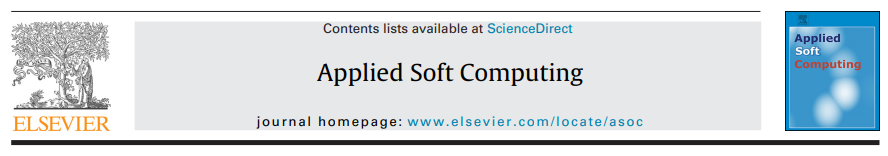 Contents lists available at ScienceDirect
Applied Soft Computing
journal homepage: www.elsevier.com/locate/asoc
ELSEVIER
Applied
Soft
Computing